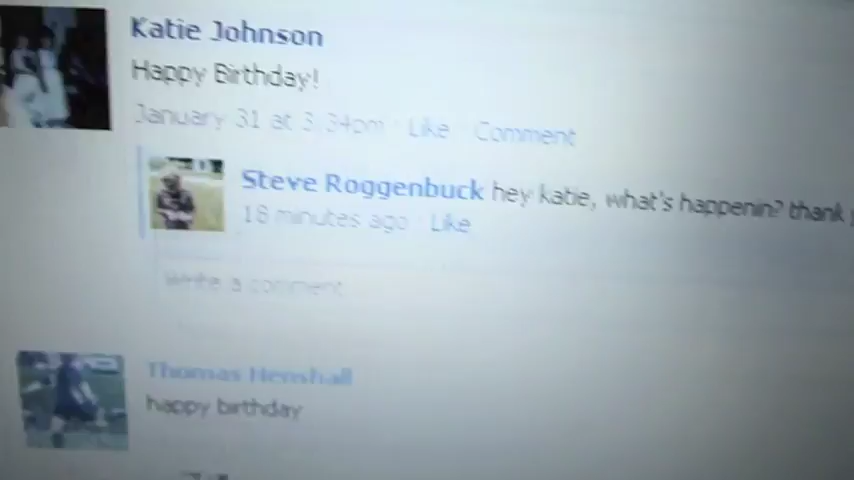 Katie Johnson
Happy Birthday!
January 31 at 3:34pm · Like · Comment
Steve Roggenbuck hey katie, what's happenin? thank
18 minutes ago · Like
Write a comment
Thomas Henshall
happy birthday